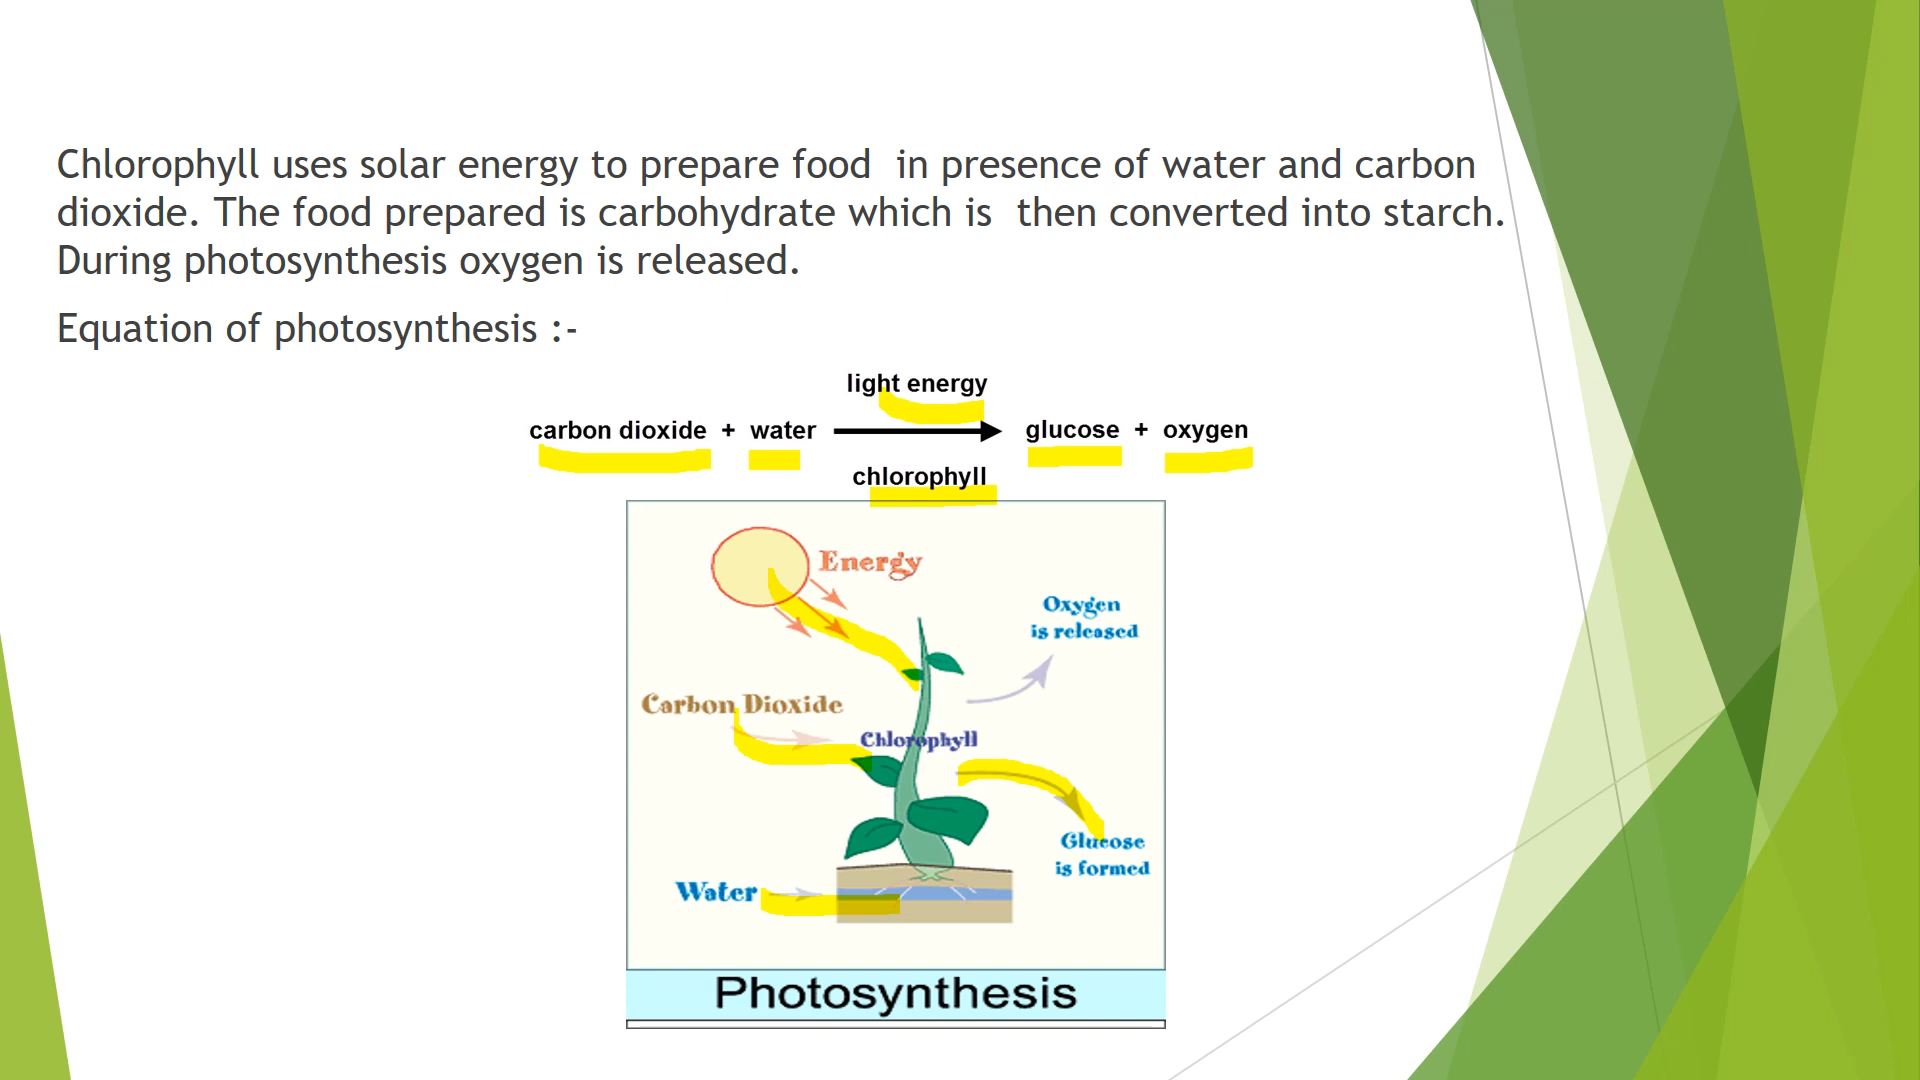 Chlorophyll uses solar energy to prepare food  in presence of water and carbon
dioxide. The food prepared is carbohydrate which is  then converted into starch.
During photosynthesis oxygen is released.
Equation of photosynthesis :-
light energy
carbon dioxide + water glucose + oxygen
chlorophyll
Energy
Oxygen
is released
Carbon Dioxide
Chlorophyll
Glucose
is formed
Water
Photosynthesis